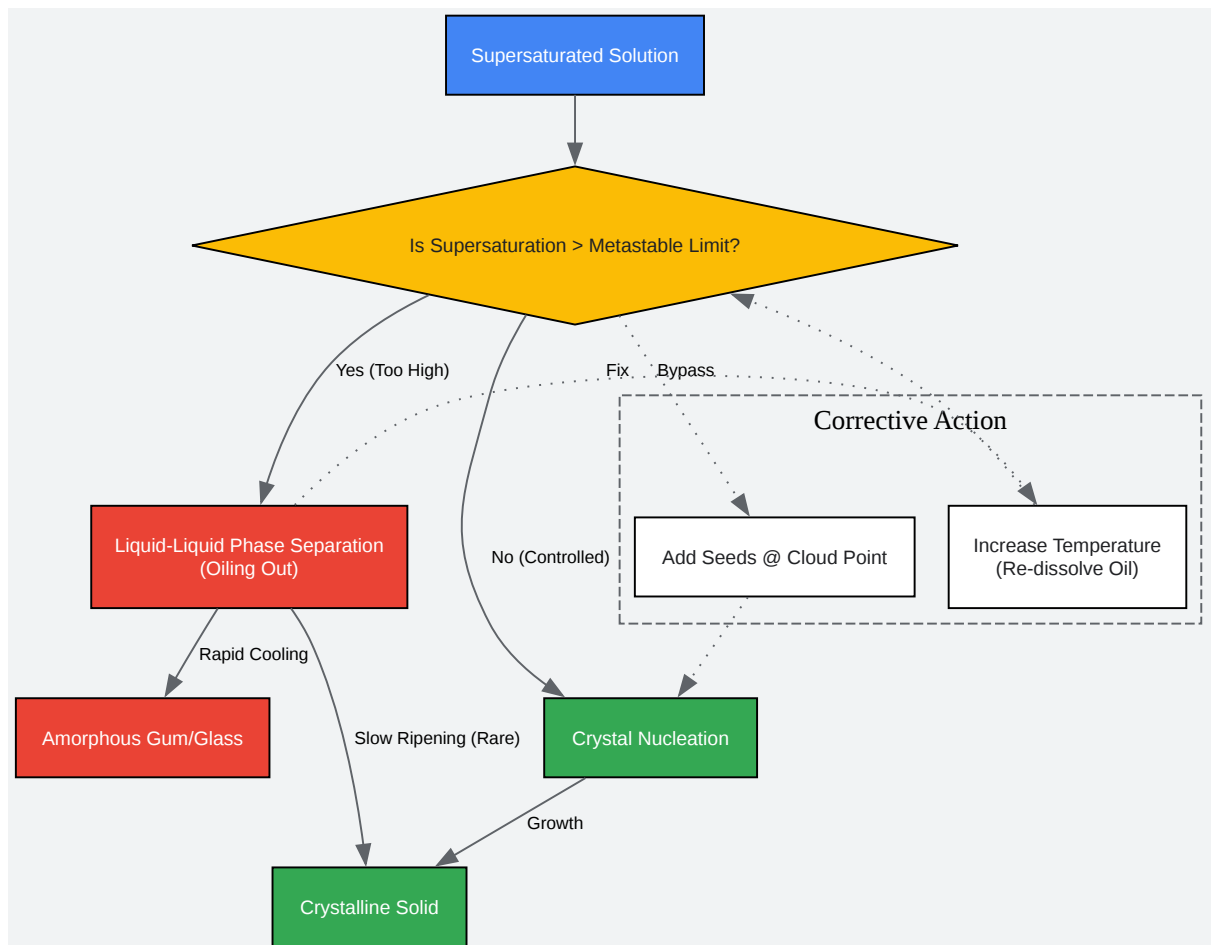 Supersaturated Solution
Is Supersaturation > Metastable Limit?
Yes (Too High)
Fix
Bypass
Corrective Action
Liquid-Liquid Phase Separation
(Oiling Out)
No (Controlled)
Add Seeds @ Cloud Point
Increase Temperature
(Re-dissolve Oil)
Rapid Cooling
Amorphous Gum/Glass
Slow Ripening (Rare)
Crystal Nucleation
Growth
Crystalline Solid